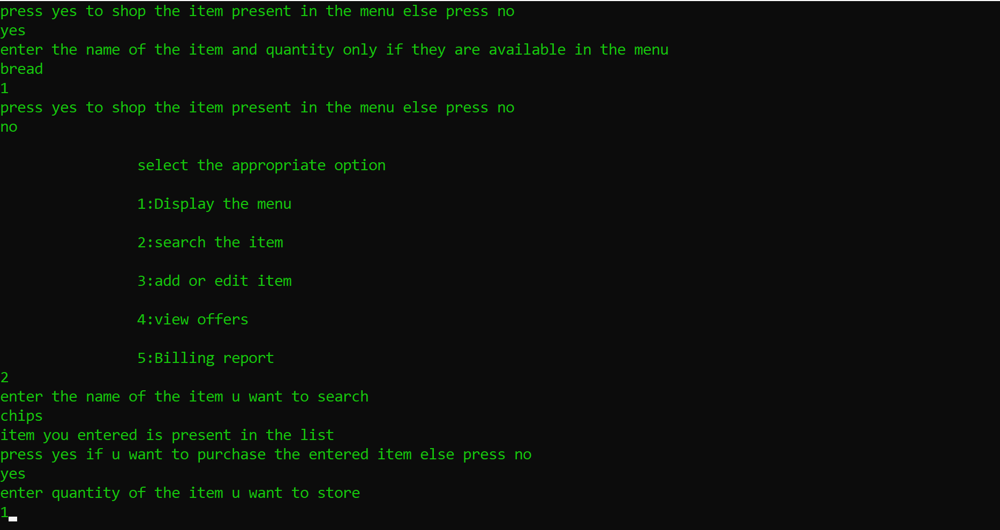 press yes to shop the item present in the menu else press no
yes
enter the name of the item and quantity only if they are available in the menu
bread
1
press yes to shop the item present in the menu else press no
no
select the appropriate option
1:Display the menu
2:search the item
3:add or edit item
4:view offers
5:Billing report
2
enter the name of the item u want to search
chips
item you entered is present in the list
press yes if u want to purchase the entered item else press no
yes
enter quantity of the item u want to store
1